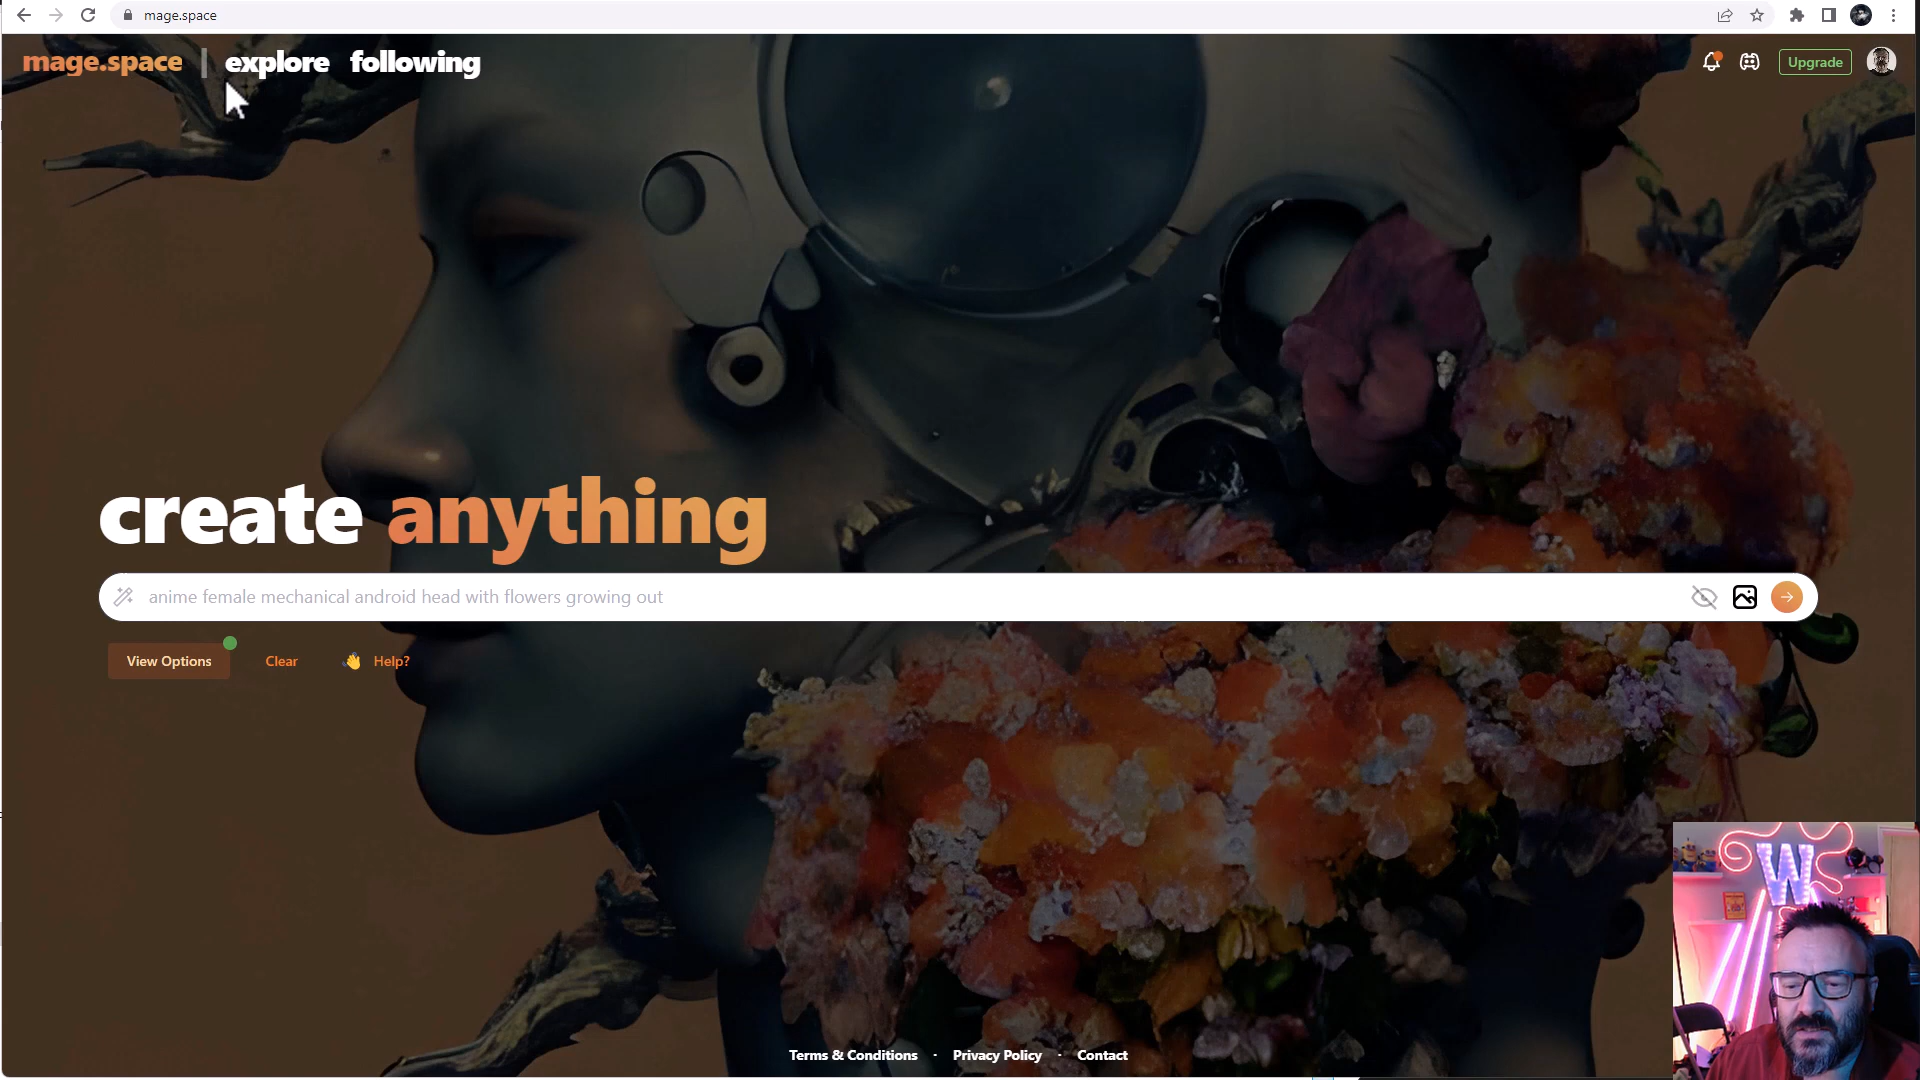 mage.space
mage.space | explore following
Upgrade
create anything
anime female mechanical android head with flowers growing out
View Options
Clear
👋 Help?
W
Terms & Conditions · Privacy Policy · Contact